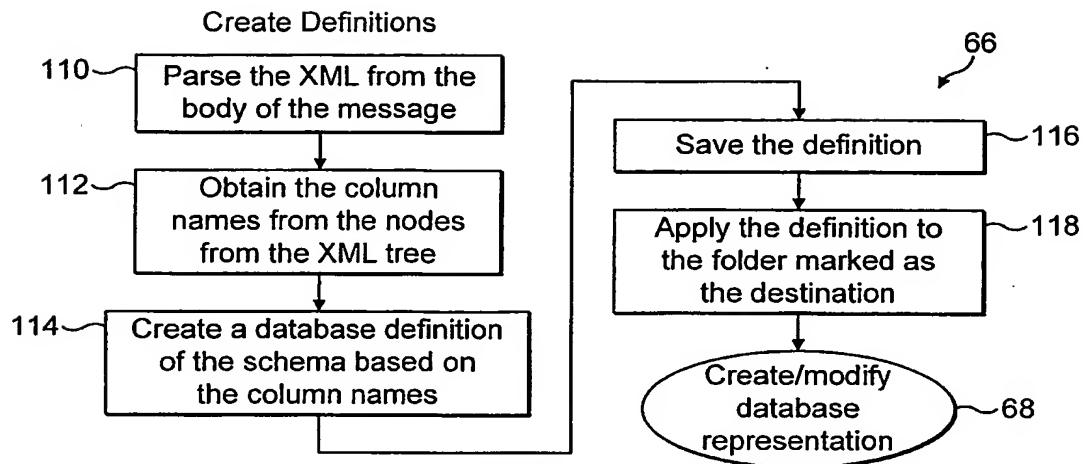 Create Definitions
110
Parse the XML from the
body of the message
112
Obtain the column
names from the nodes
from the XML tree
114
Create a database definition
of the schema based on
the column names
66
Save the definition
116
Apply the definition to
the folder marked as
the destination
118
Create/modify
database
representation
68